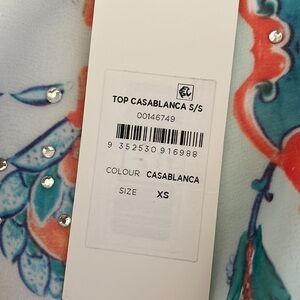 TOP CASABLANCA S/S
00146749
9 352530 916988
COLOUR CASABLANCA
SIZE XS